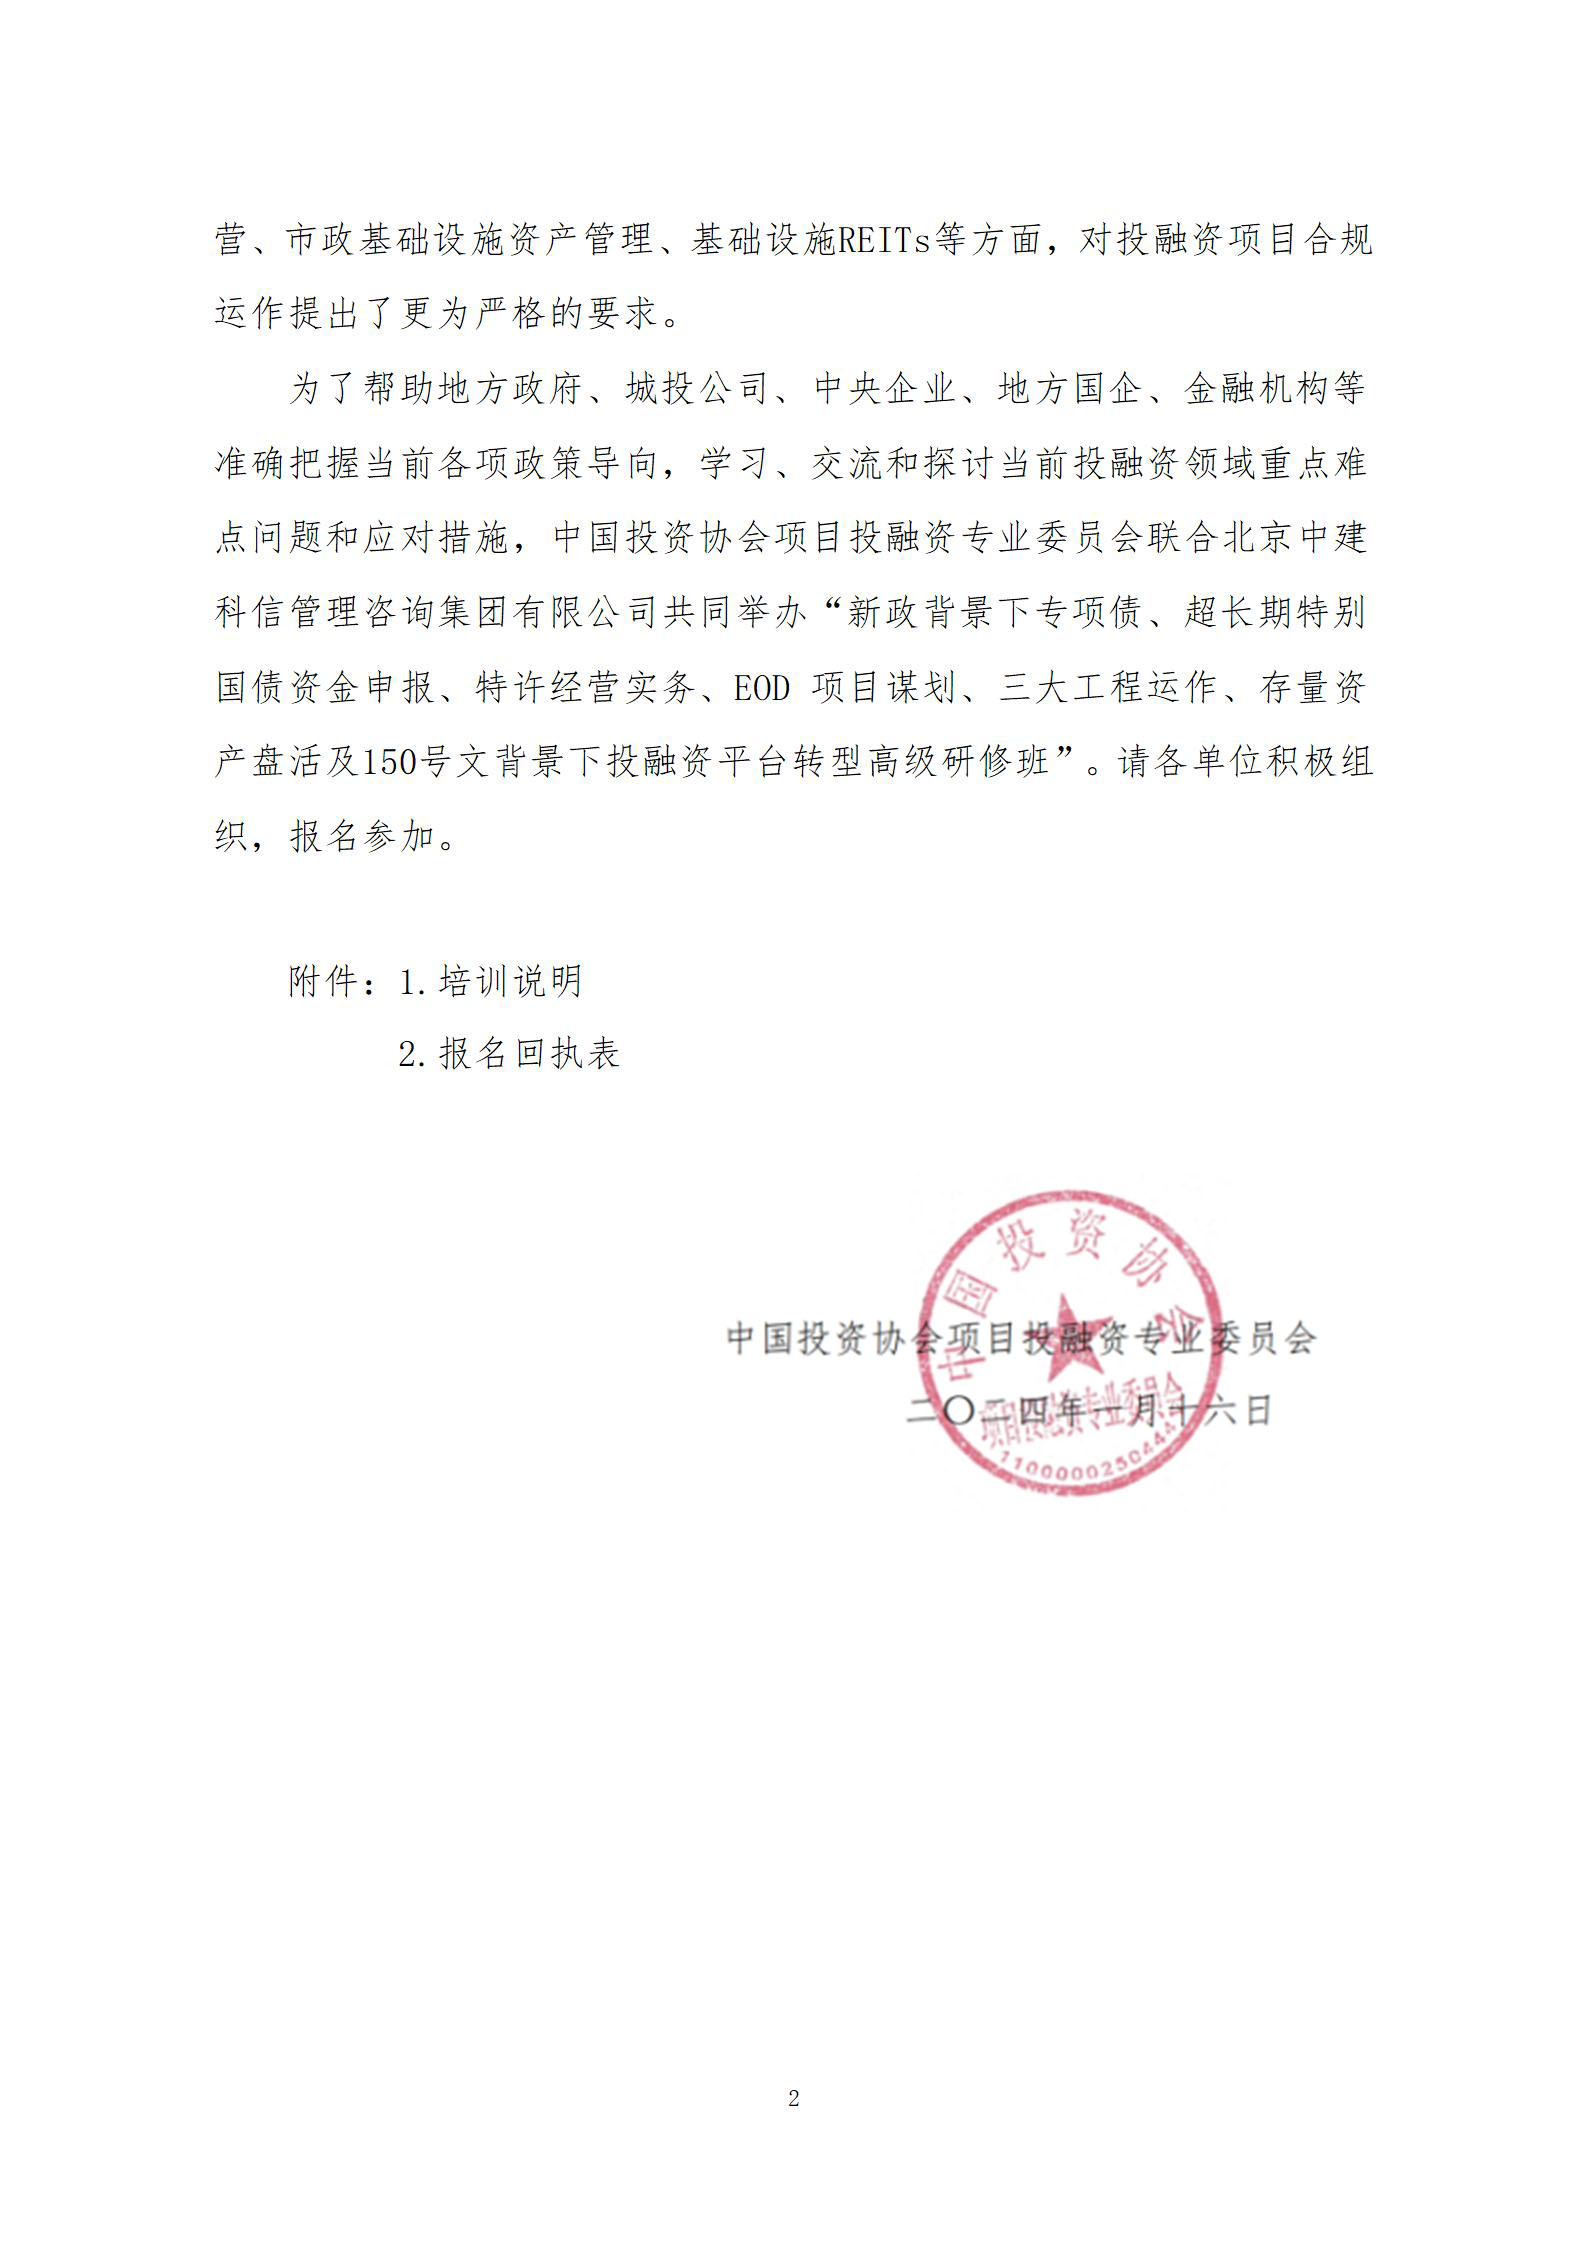 营、市政基础设施资产管理、基础设施REITs等方面，对投融资项目合规
运作提出了更为严格的要求。
为了帮助地方政府、城投公司、中央企业、地方国企、金融机构等
准确把握当前各项政策导向，学习、交流和探讨当前投融资领域重点难
点问题和应对措施，中国投资协会项目投融资专业委员会联合北京中建
科信管理咨询集团有限公司共同举办“新政背景下专项债、超长期特别
国债资金申报、特许经营实务、EOD 项目谋划、三大工程运作、存量资
产盘活及150号文背景下投融资平台转型高级研修班”。请各单位积极组
织，报名参加。
附件：1.培训说明
2.报名回执表
中国投资协会
中国投资协会项目投融资专业委员会
二〇二四年一月十六日
项目投融资专业委员会
2